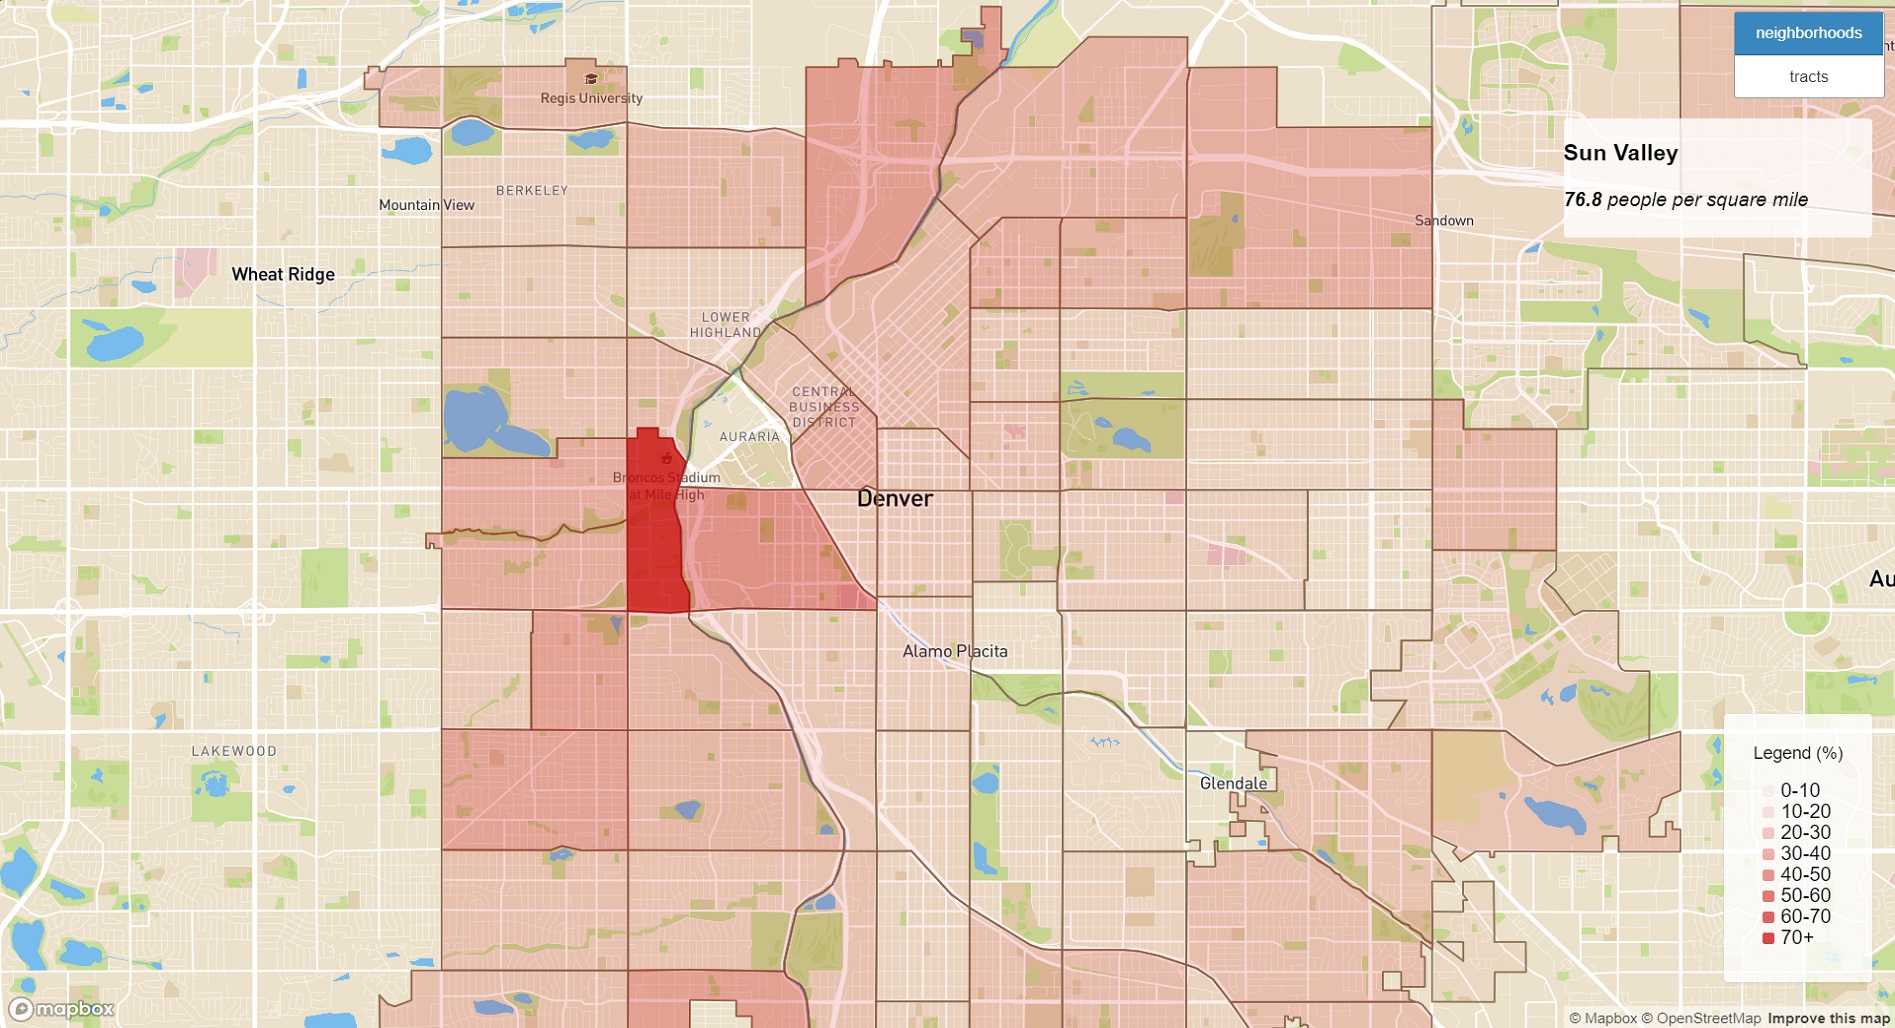 neighborhoods
tracts
Sun Valley
76.8 people per square mile
Regis University
BERKELEY
Mountain View
Sandown
Wheat Ridge
LOWER
HIGHLAND
CENTRAL
BUSINESS
DISTRICT
AURARIA
Broncos Stadium
at Mile High
Denver
Au
Alamo Placita
LAKEWOOD
Glendale
Legend (%)
0-10
10-20
20-30
30-40
40-50
50-60
60-70
70+
mapbox
© Mapbox © OpenStreetMap Improve this map